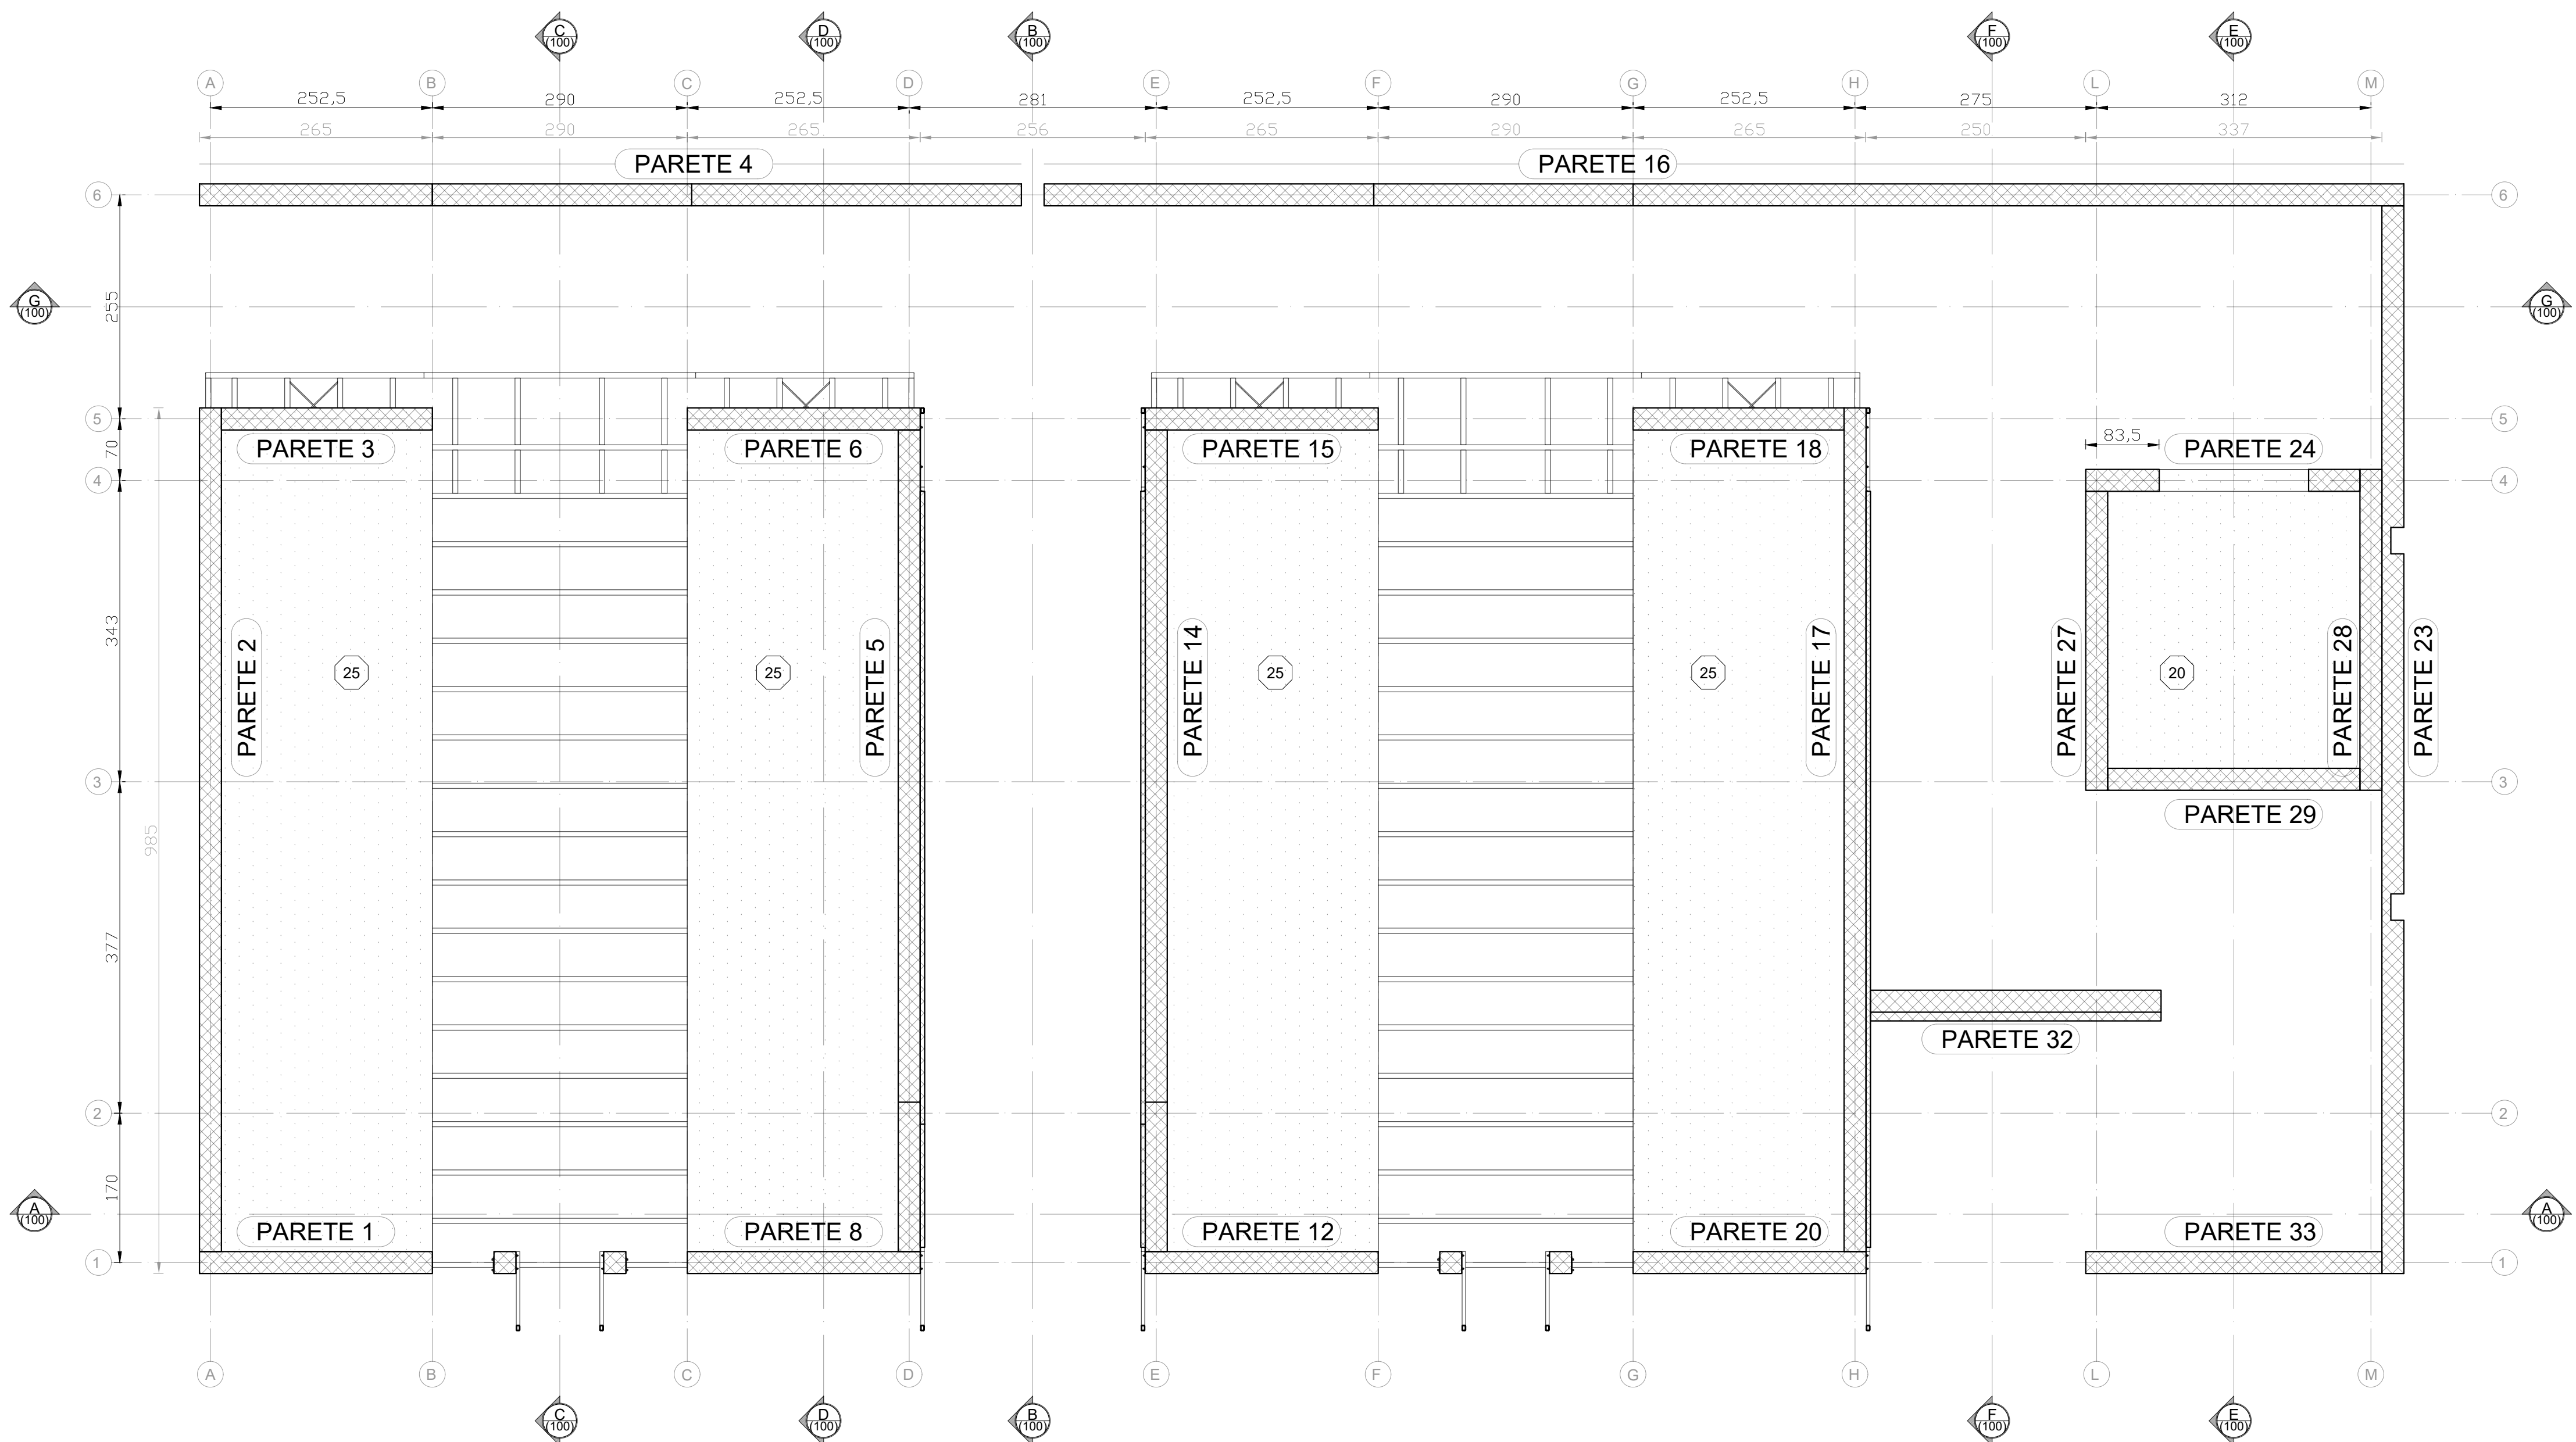 C D B F E
(100) (100) (100) (100) (100)
A B C D E F G H L M
252,5 290 252,5 281 252,5 290 252,5 275 312
265 290 265 256 265 290 265 250 337
PARETE 4 PARETE 16
6 6
G G
(100) (100)
255
5 5
PARETE 3 PARETE 6 PARETE 15 PARETE 18 83,5 PARETE 24
70
4 4
343
PARETE 2 PARETE 5 PARETE 14 PARETE 17 PARETE 27 PARETE 28 PARETE 23
25 25 25 25 20
3 3
PARETE 29
985
377
PARETE 32
2 2
170
A A
(100) (100)
PARETE 1 PARETE 8 PARETE 12 PARETE 20 PARETE 33
1 1
A B C D E F G H L M
C D B F E
(100) (100) (100) (100) (100)